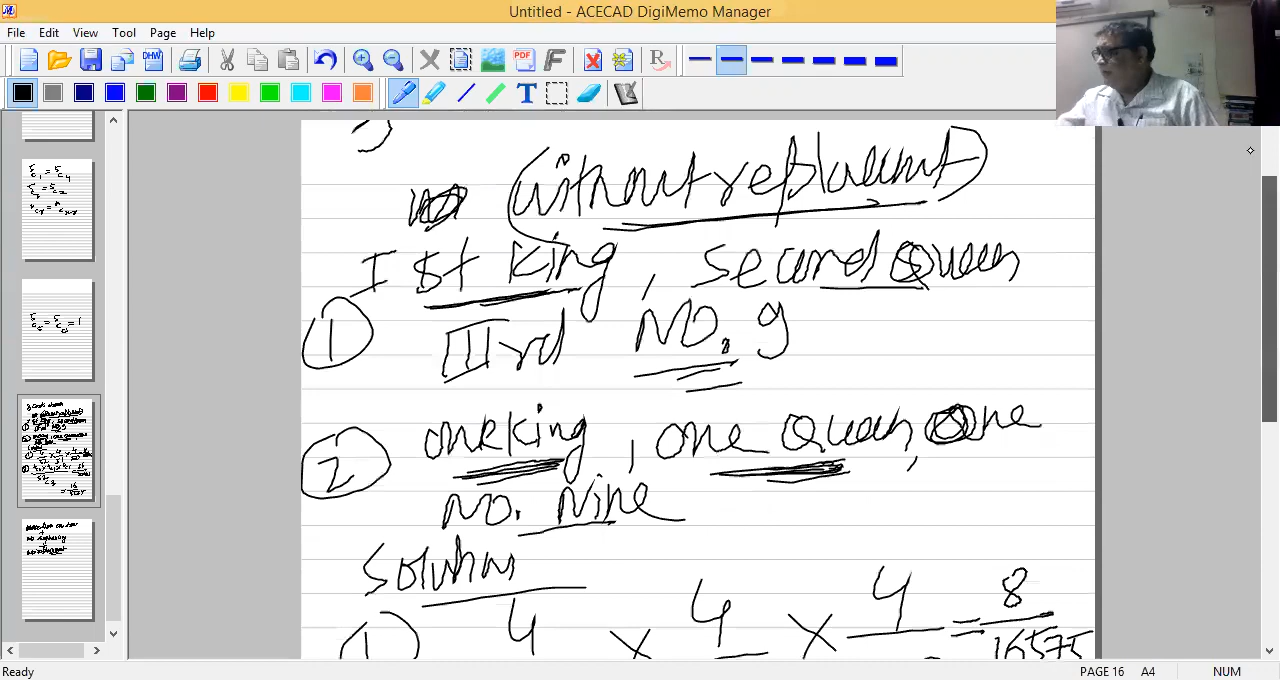 Untitled - ACECAD DigiMemo Manager
File Edit View Tool Page Help
(without replacement)
Ist king, second Queen
① IIIrd NO. 9
② one king, one Queen, one
NO. Nine
Solution
① 4 × 4 × 4 = 8
16575
Ready PAGE 16 A4 NUM